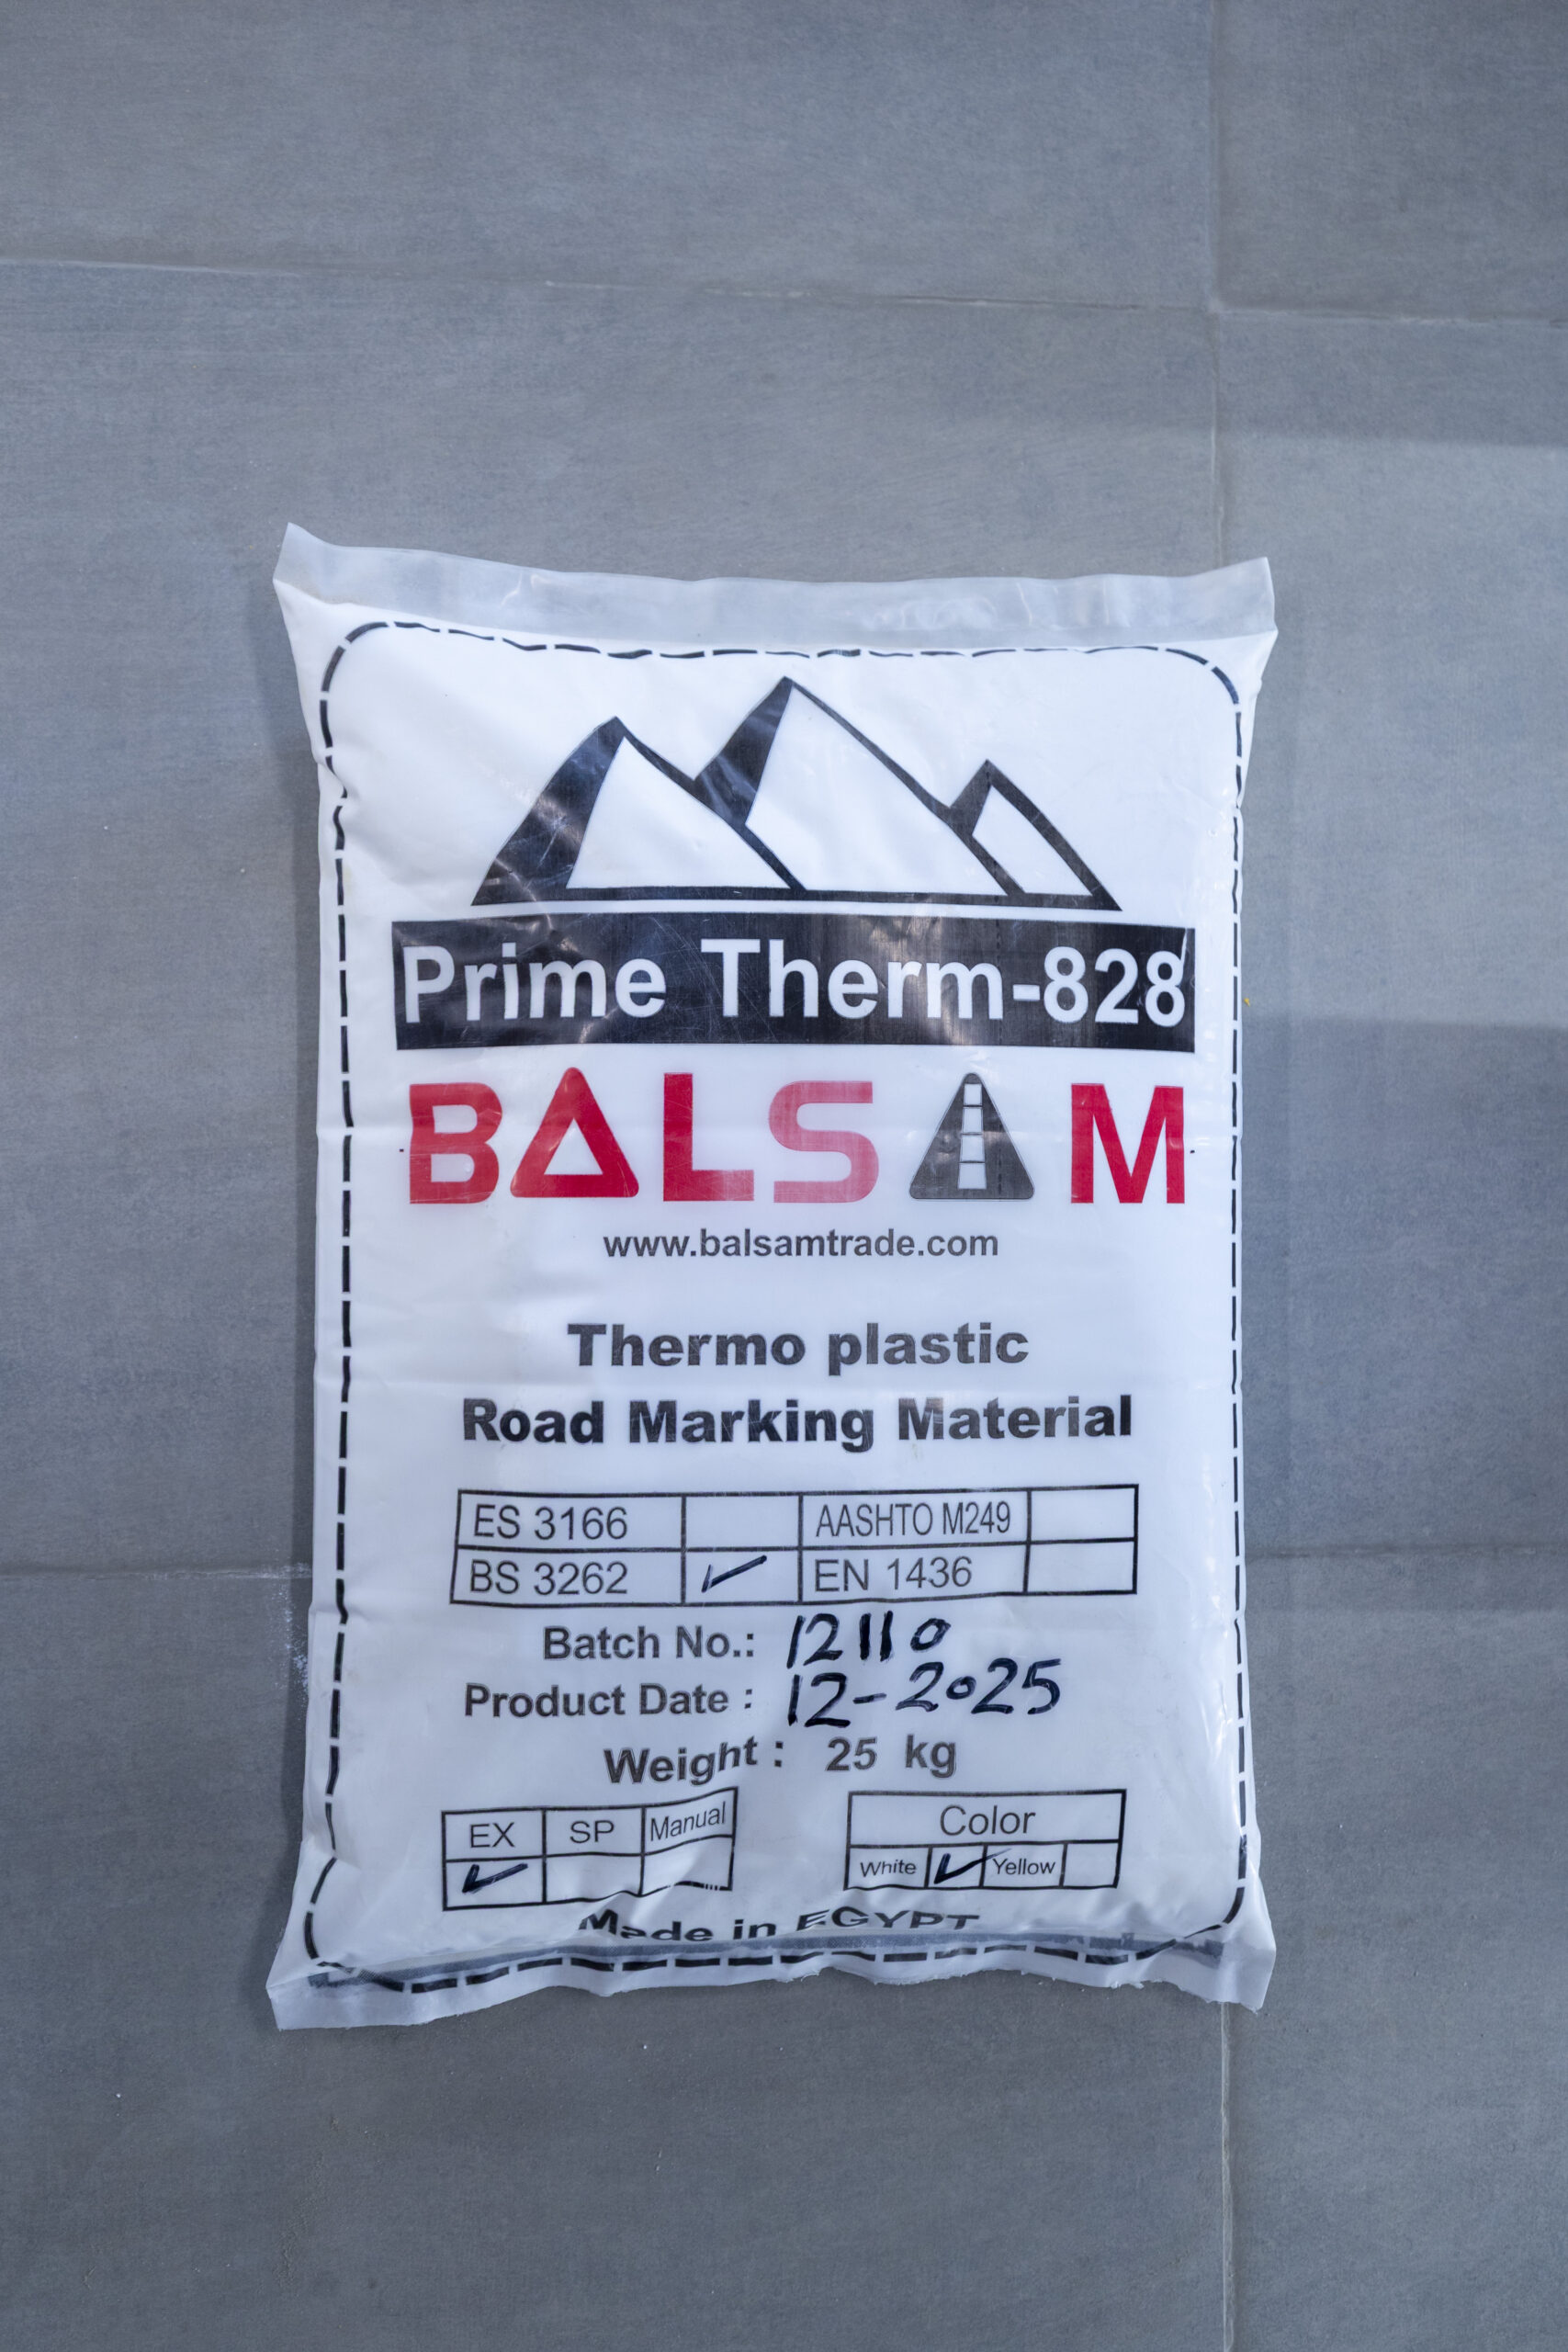 Prime Therm-828
BALSAM
www.balsamtrade.com
Thermo plastic
Road Marking Material
ES 3166 AASHTO M249
BS 3262 ✓ EN 1436
Batch No.: 12110
Product Date : 12-2025
Weight : 25 kg
EX SP Manual
✓
Color
White ✓ Yellow
Made in EGYPT